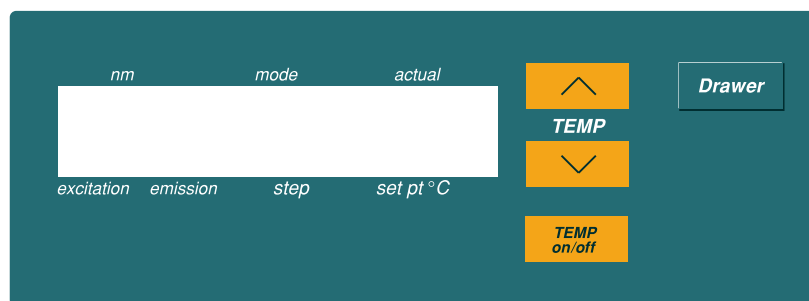 nm mode actual
excitation emission step set pt °C
TEMP
TEMP
on/off
Drawer